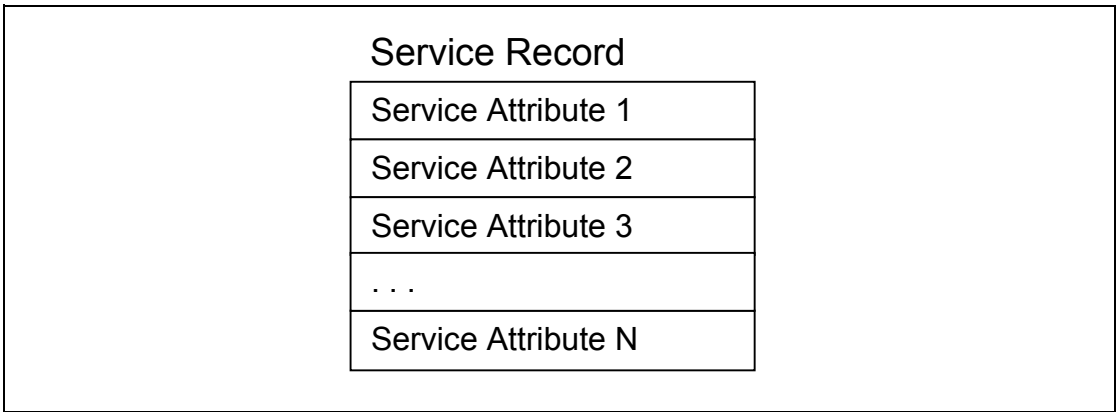 Service Record
Service Attribute 1
Service Attribute 2
Service Attribute 3
. . .
Service Attribute N